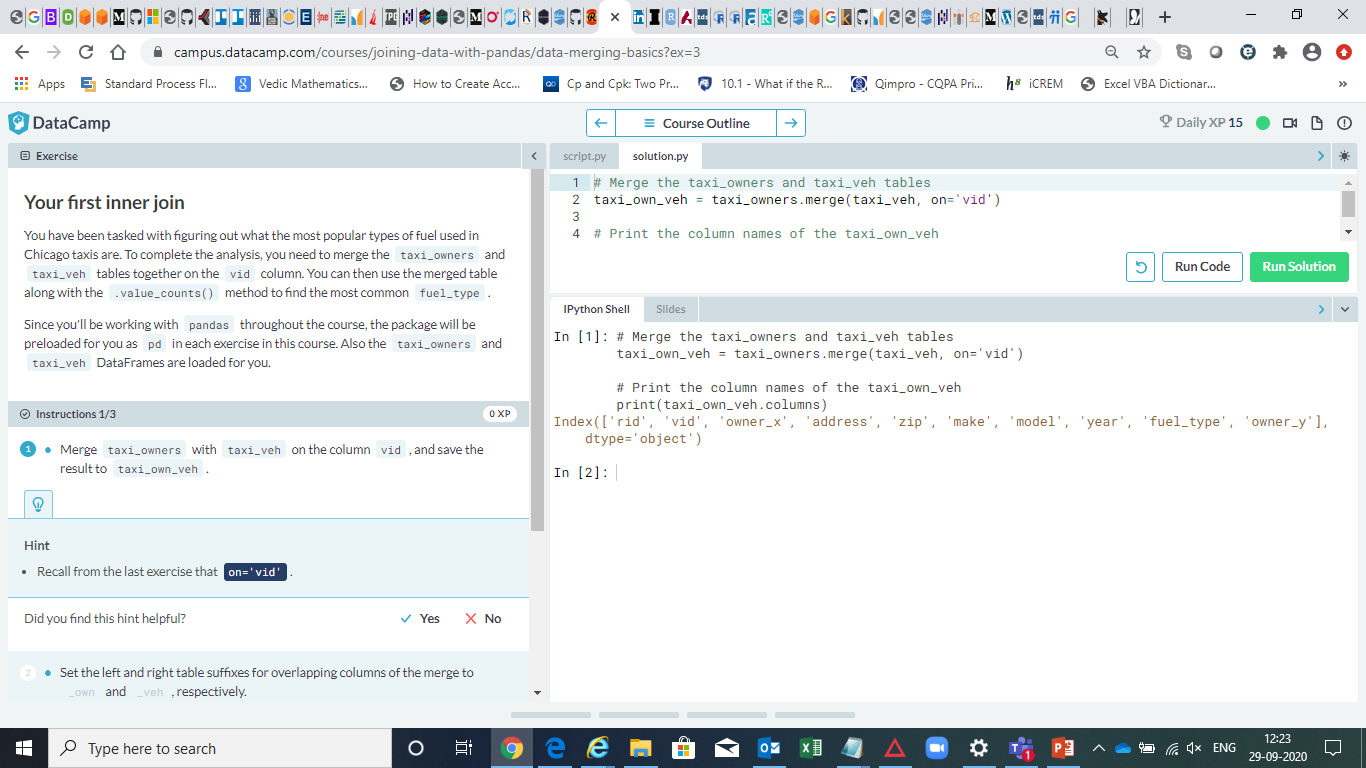 campus.datacamp.com/courses/joining-data-with-pandas/data-merging-basics?ex=3
Apps
Standard Process Fl...
Vedic Mathematics...
How to Create Acc...
Cp and Cpk: Two Pr...
10.1 - What if the R...
Qimpro - CQPA Pri...
iCREM
Excel VBA Dictionar...
DataCamp
Course Outline
Daily XP 15
Exercise
script.py
solution.py
Your first inner join
You have been tasked with figuring out what the most popular types of fuel used in
Chicago taxis are. To complete the analysis, you need to merge the taxi_owners and
taxi_veh tables together on the vid column. You can then use the merged table
along with the .value_counts() method to find the most common fuel_type .
Since you'll be working with pandas throughout the course, the package will be
preloaded for you as pd in each exercise in this course. Also the taxi_owners and
taxi_veh DataFrames are loaded for you.
Instructions 1/3
0 XP
1
Merge taxi_owners with taxi_veh on the column vid , and save the
result to taxi_own_veh .
Hint
Recall from the last exercise that on='vid' .
Did you find this hint helpful?
Yes
No
2
Set the left and right table suffixes for overlapping columns of the merge to
_own and _veh , respectively.
1 # Merge the taxi_owners and taxi_veh tables
2 taxi_own_veh = taxi_owners.merge(taxi_veh, on='vid')
3
4 # Print the column names of the taxi_own_veh
Run Code
Run Solution
IPython Shell
Slides
In [1]: # Merge the taxi_owners and taxi_veh tables
taxi_own_veh = taxi_owners.merge(taxi_veh, on='vid')
# Print the column names of the taxi_own_veh
print(taxi_own_veh.columns)
Index(['rid', 'vid', 'owner_x', 'address', 'zip', 'make', 'model', 'year', 'fuel_type', 'owner_y'],
dtype='object')
In [2]:
Type here to search
ENG
12:23
29-09-2020